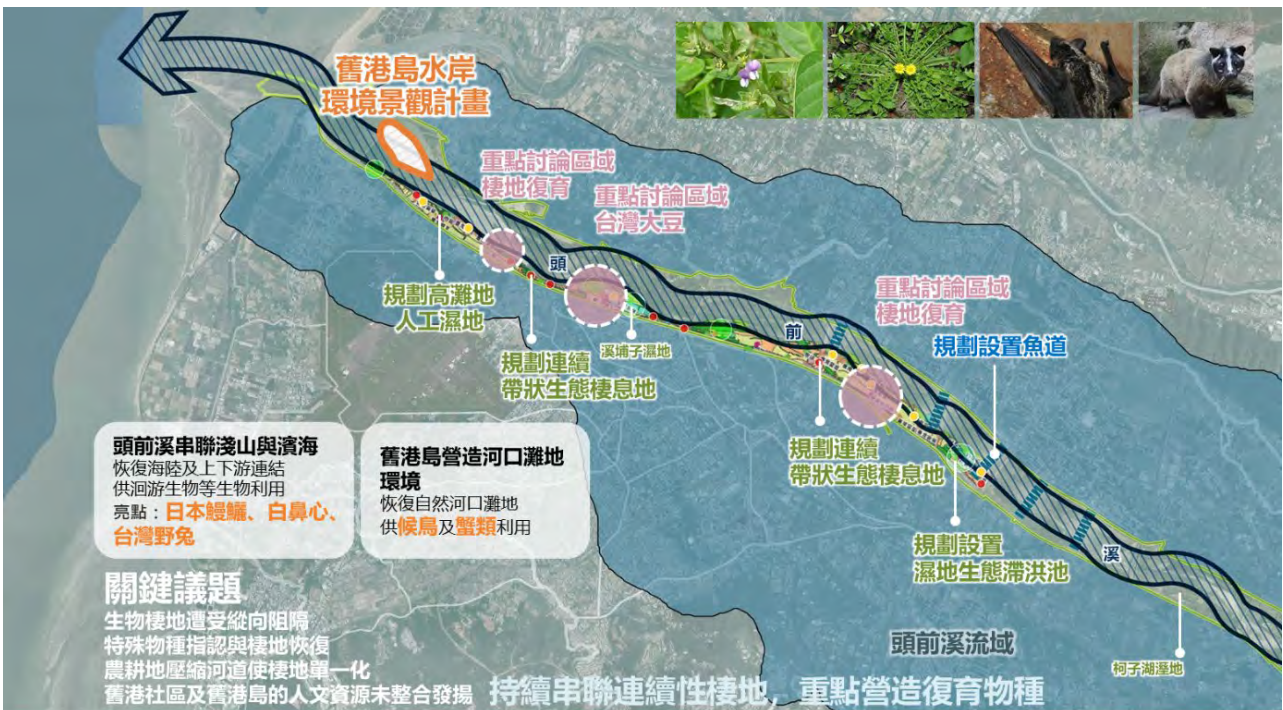 舊港島水岸
環境景觀計畫
重點討論區域
棲地復育
重點討論區域
台灣大豆
頭
重點討論區域
棲地復育
前
規劃設置魚道
規劃高灘地
人工濕地
規劃連續
帶狀生態棲息地
溪埔子濕地
規劃連續
帶狀生態棲息地
規劃設置
濕地生態滯洪池
溪
頭前溪串聯淺山與濱海
恢復海陸及上下游連結
供洄游生物等生物利用
亮點：日本鰻鱺、白鼻心、
台灣野兔
舊港島營造河口灘地
環境
恢復自然河口灘地
供候鳥及蟹類利用
關鍵議題
生物棲地遭受縱向阻隔
特殊物種指認與棲地恢復
農耕地壓縮河道使棲地單一化
舊港社區及舊港島的人文資源未整合發揚
頭前溪流域
柯子湖溼地
持續串聯連續性棲地，重點營造復育物種